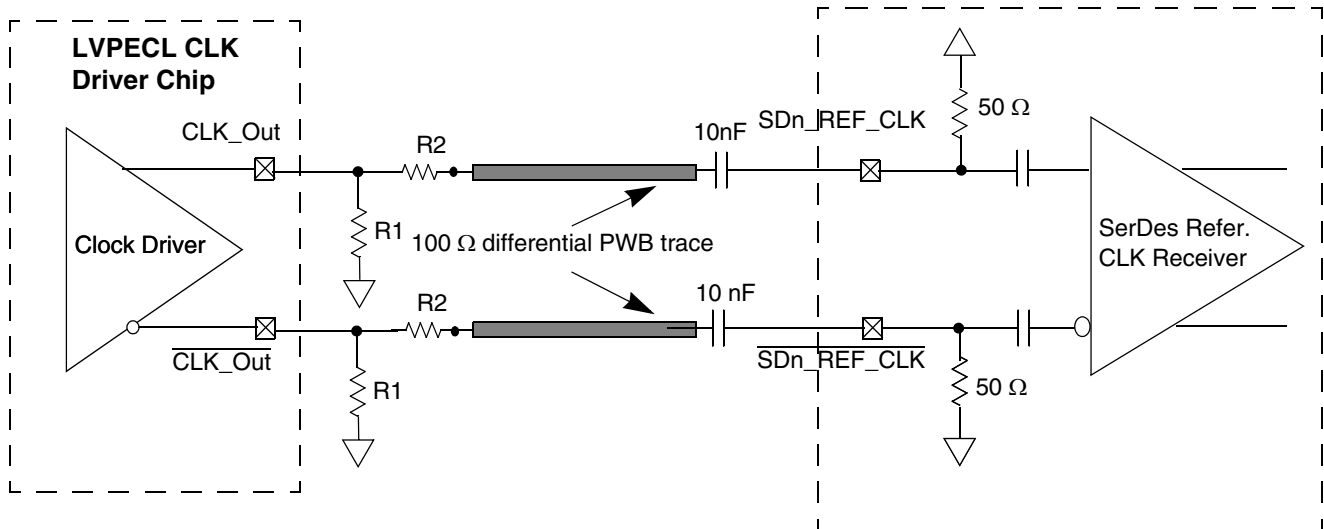 LVPECL CLK
Driver Chip
CLK_Out
R2
10nF
SDn_REF_CLK
50 Ω
Clock Driver
R1
100 Ω differential PWB trace
SerDes Refer.
CLK Receiver
R2
10 nF
CLK_Out
SDn_REF_CLK
R1
50 Ω